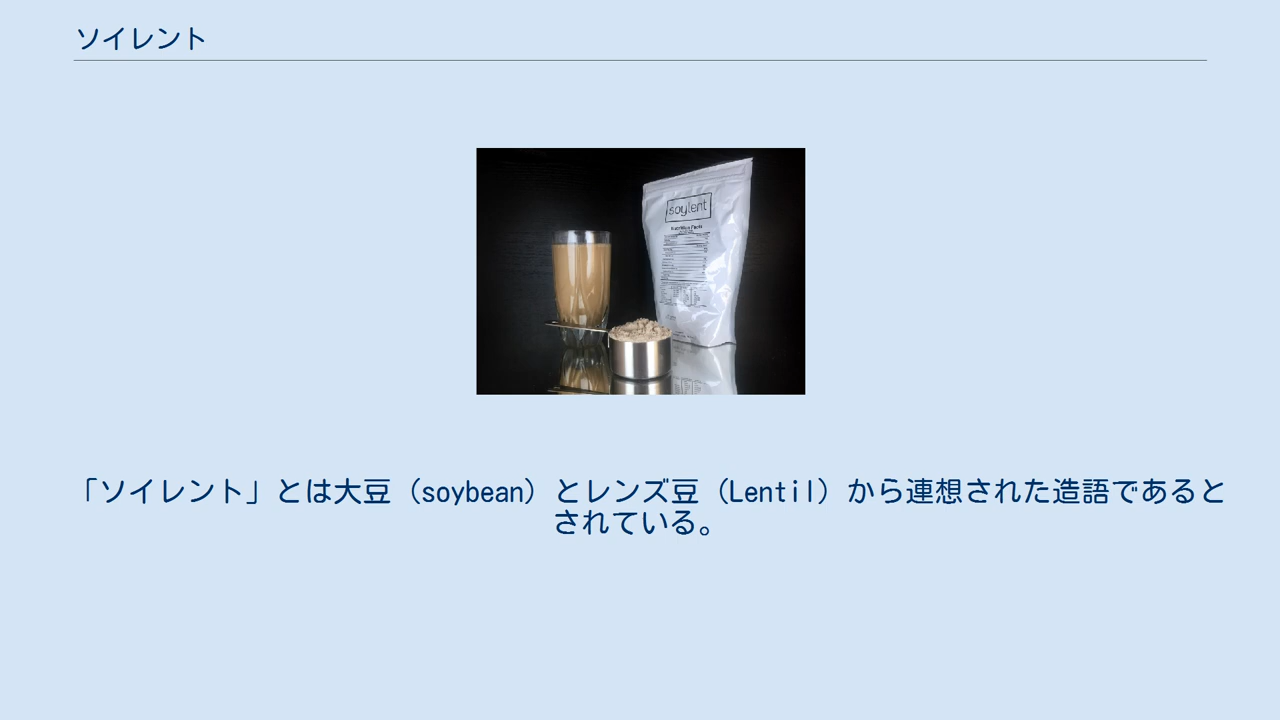 ソイレント
soylent
Nutrition Facts
「ソイレント」とは大豆（soybean）とレンズ豆（Lentil）から連想された造語であると
されている。